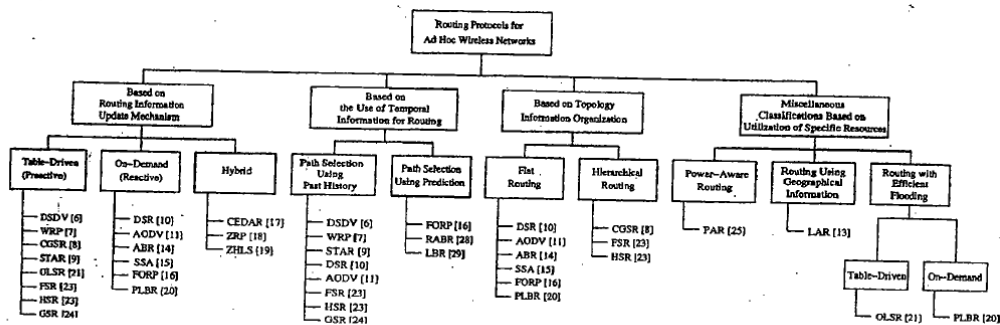 Routing Protocols for
Ad Hoc Wireless Networks
Based on
Routing Information
Update Mechanism
Based on
the Use of Temporal
Information for Routing
Based on Topology
Information Organization
Miscellaneous
Classifications Based on
Utilization of Specific Resources
Table-Driven
(Proactive)
On-Demand
(Reactive)
Hybrid
Path Selection
Using
Past History
Path Selection
Using Prediction
Flat
Routing
Hierarchical
Routing
Power-Aware
Routing
Routing Using
Geographical
Information
Routing with
Efficient
Flooding
DSDV [6]
WRP [7]
CGSR [8]
STAR [9]
OLSR [21]
FSR [23]
HSR [23]
GSR [24]
DSR [10]
AODV [11]
ABR [14]
SSA [15]
FORP [16]
PLBR [20]
CEDAR [17]
ZRP [18]
ZHLS [19]
DSDV [6]
WRP [7]
STAR [9]
DSR [10]
AODV [11]
FSR [23]
HSR [23]
GSR [24]
FORP [16]
RABR [28]
LBR [29]
DSR [10]
AODV [11]
ABR [14]
SSA [15]
FORP [16]
PLBR [20]
CGSR [8]
FSR [23]
HSR [23]
PAR [25]
LAR [13]
Table-Driven
On-Demand
OLSR [21]
PLBR [20]